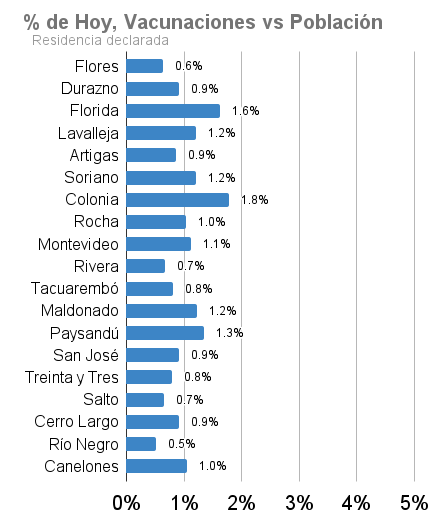 % de Hoy, Vacunaciones vs Población
Residencia declarada
Flores 0.6%
Durazno 0.9%
Florida 1.6%
Lavalleja 1.2%
Artigas 0.9%
Soriano 1.2%
Colonia 1.8%
Rocha 1.0%
Montevideo 1.1%
Rivera 0.7%
Tacuarembó 0.8%
Maldonado 1.2%
Paysandú 1.3%
San José 0.9%
Treinta y Tres 0.8%
Salto 0.7%
Cerro Largo 0.9%
Río Negro 0.5%
Canelones 1.0%
0% 1% 2% 3% 4% 5%